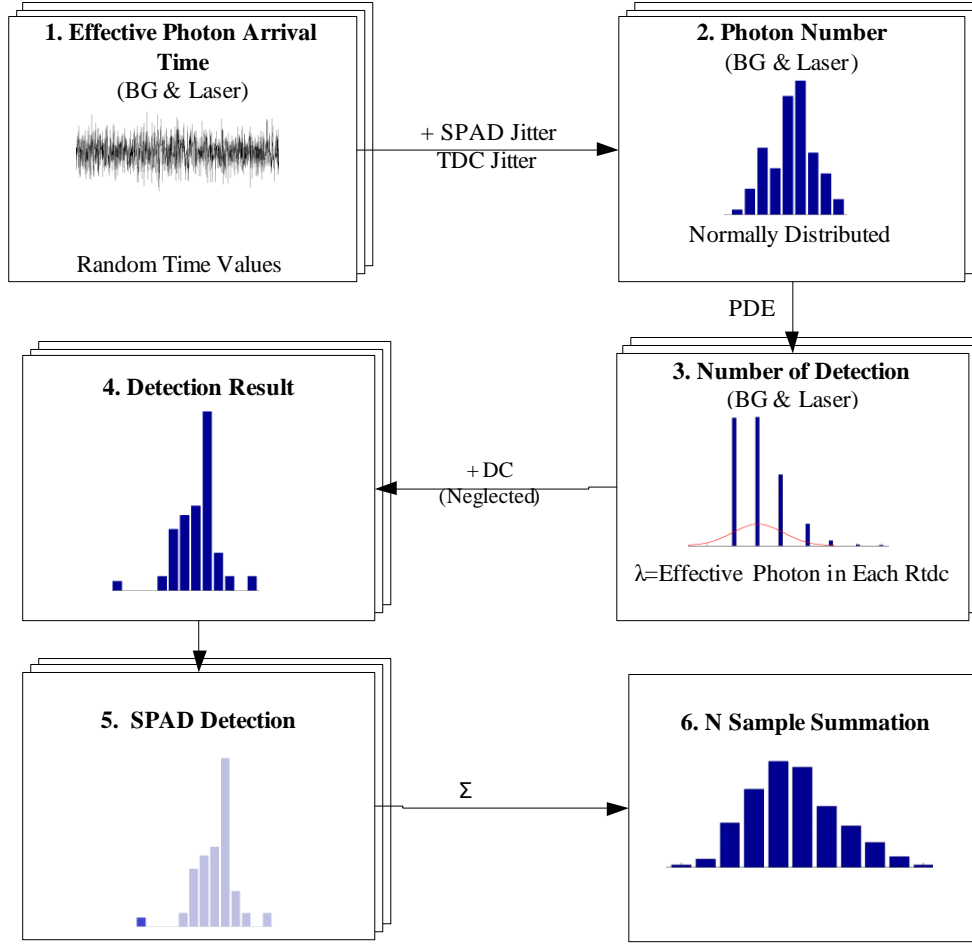 1. Effective Photon Arrival
Time
(BG & Laser)
Random Time Values
+ SPAD Jitter
TDC Jitter
2. Photon Number
(BG & Laser)
Normally Distributed
PDE
3. Number of Detection
(BG & Laser)
λ=Effective Photon in Each Rtdc
+DC
(Neglected)
4. Detection Result
5. SPAD Detection
Σ
6. N Sample Summation